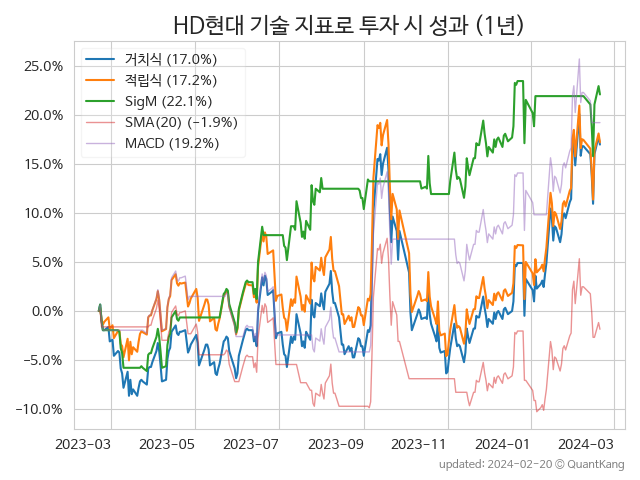 HD현대 기술 지표로 투자 시 성과 (1년)
거치식 (17.0%)
적립식 (17.2%)
SigM (22.1%)
SMA(20) (−1.9%)
MACD (19.2%)
25.0%
20.0%
15.0%
10.0%
5.0%
0.0%
−5.0%
−10.0%
2023-03 2023-05 2023-07 2023-09 2023-11 2024-01 2024-03
updated: 2024-02-20 © QuantKang